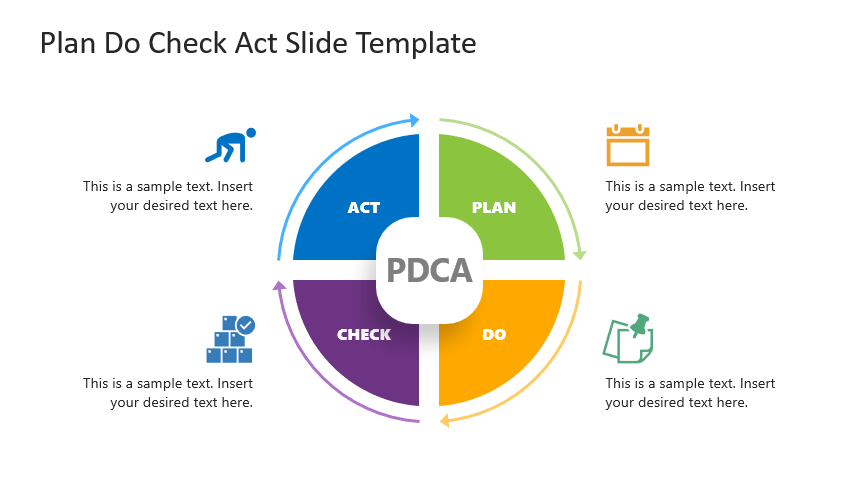 Plan Do Check Act Slide Template
This is a sample text. Insert
your desired text here.
ACT
PLAN
This is a sample text. Insert
your desired text here.
PDCA
This is a sample text. Insert
your desired text here.
CHECK
DO
This is a sample text. Insert
your desired text here.